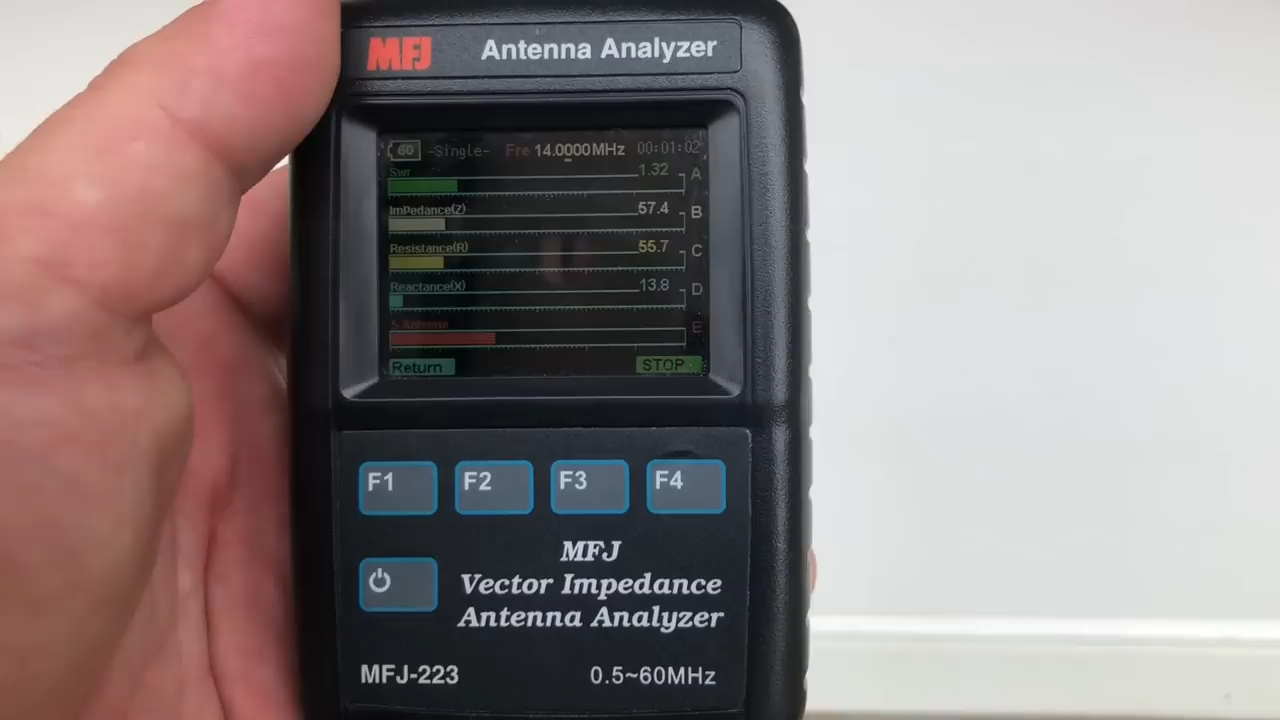 MFJ Antenna Analyzer
60 -Single- Fre 14.0000MHz 00:01:02
Swr 1.32 A
ImPedance(Z) 57.4 B
Resistance(R) 55.7 C
Reactance(X) 13.8 D
S-Antenna E
Return STOP
F1 F2 F3 F4
MFJ
Vector Impedance
Antenna Analyzer
MFJ-223 0.5~60MHz